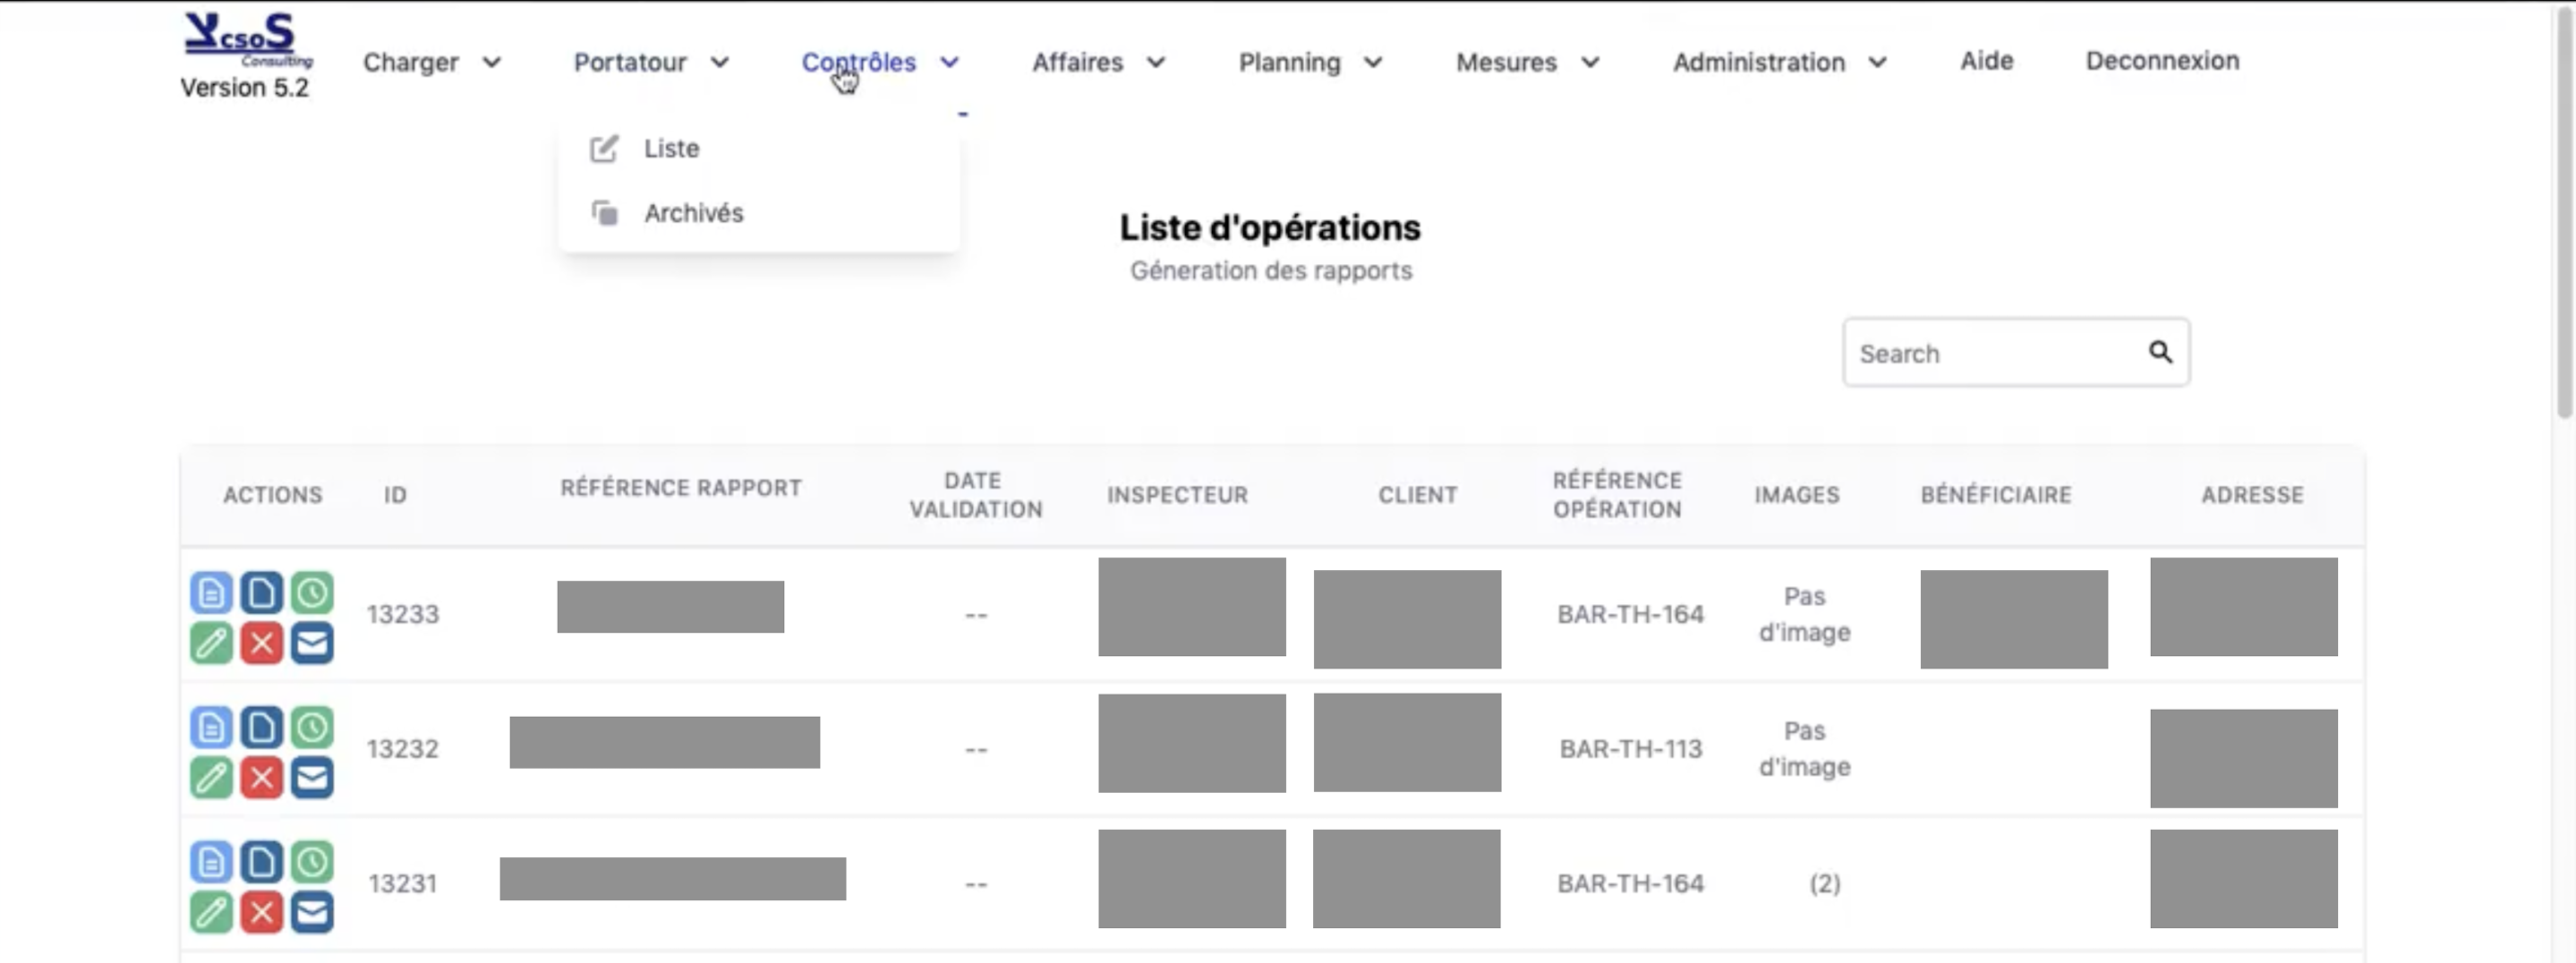 YcsoS
Consulting
Version 5.2
Charger
Portatour
Contrôles
Affaires
Planning
Mesures
Administration
Aide
Deconnexion
Liste
Archivés
Liste d'opérations
Géneration des rapports
Search
ACTIONS
ID
RÉFÉRENCE RAPPORT
DATE
VALIDATION
INSPECTEUR
CLIENT
RÉFÉRENCE
OPÉRATION
IMAGES
BÉNÉFICIAIRE
ADRESSE
13233
--
BAR-TH-164
Pas
d'image
13232
--
BAR-TH-113
Pas
d'image
13231
--
BAR-TH-164
(2)